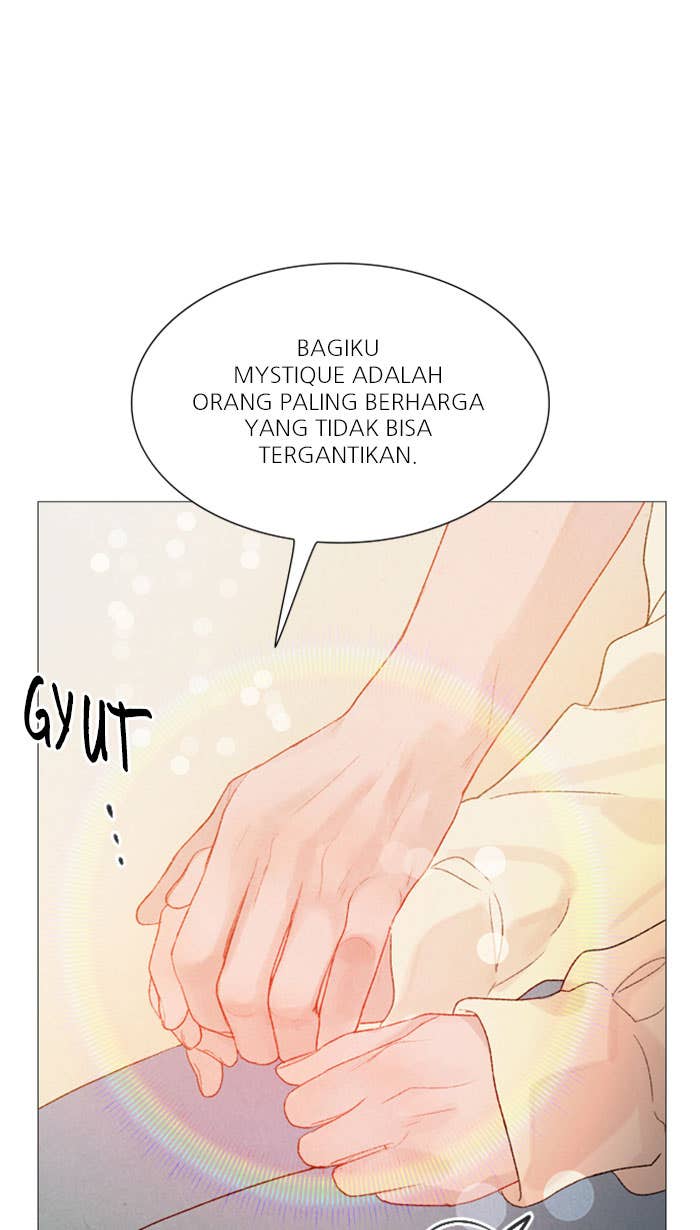 BAGIKU
MYSTIQUE ADALAH
ORANG PALING BERHARGA
YANG TIDAK BISA
TERGANTIKAN.
GYUT